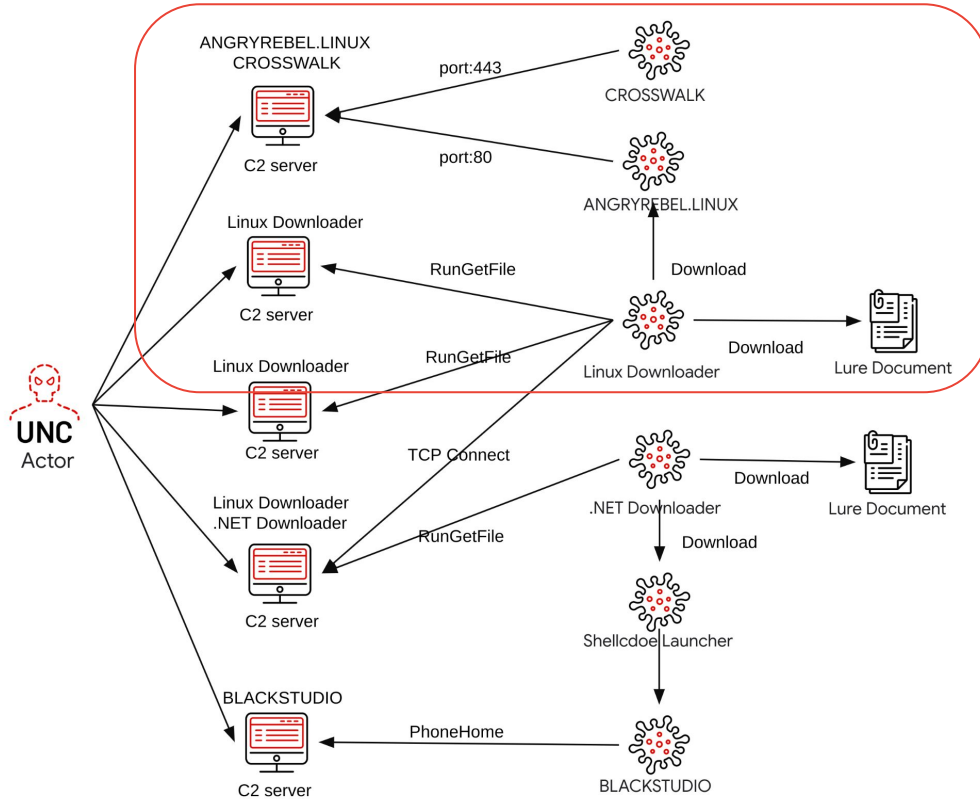 ANGRYREBEL.LINUX
CROSSWALK
C2 server
port:443
CROSSWALK
port:80
ANGRYREBEL.LINUX
Linux Downloader
C2 server
RunGetFile
Download
Linux Downloader
Download
Lure Document
Linux Downloader
C2 server
RunGetFile
UNC
Actor
TCP Connect
Linux Downloader
.NET Downloader
C2 server
RunGetFile
.NET Downloader
Download
Lure Document
Download
Shellcdoe Launcher
BLACKSTUDIO
C2 server
PhoneHome
BLACKSTUDIO